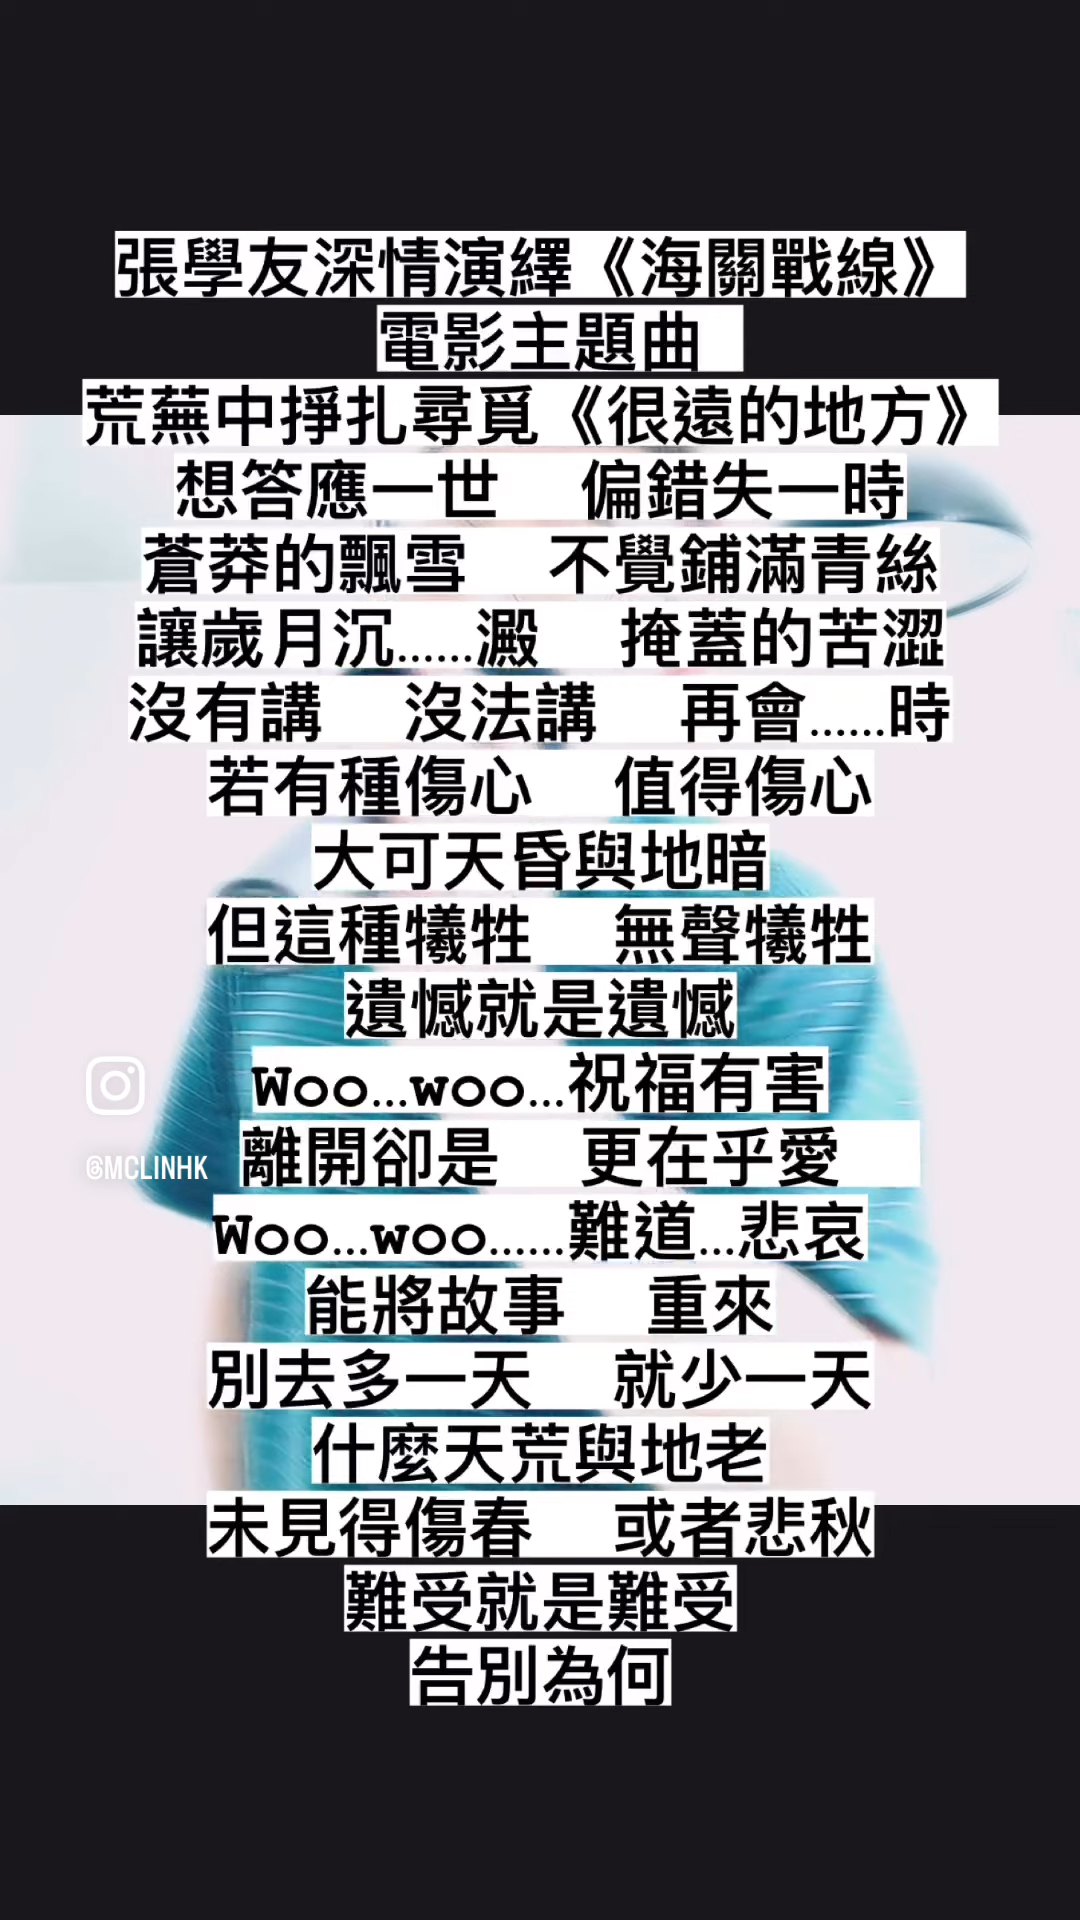 張學友深情演繹《海關戰線》
電影主題曲
荒蕪中掙扎尋覓《很遠的地方》
想答應一世 偏錯失一時
蒼莽的飄雪 不覺鋪滿青絲
讓歲月沉......澱 掩蓋的苦澀
沒有講 沒法講 再會......時
若有種傷心 值得傷心
大可天昏與地暗
但這種犧牲 無聲犧牲
遺憾就是遺憾
Woo...woo...祝福有害
離開卻是 更在乎愛
Woo...woo......難道...悲哀
能將故事 重來
別去多一天 就少一天
什麼天荒與地老
未見得傷春 或者悲秋
難受就是難受
告別為何
@MCLINHK